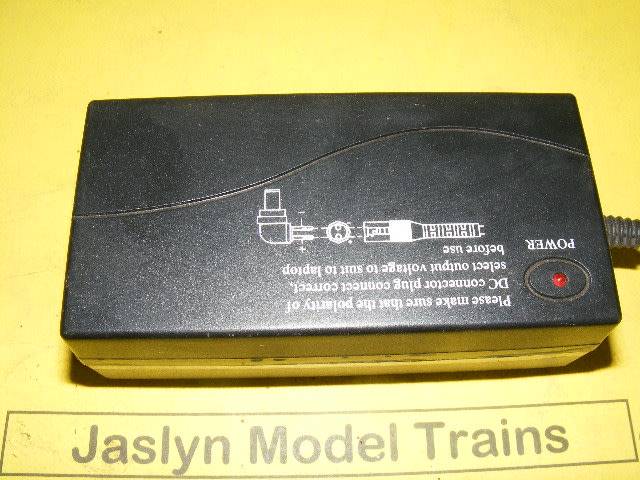 Please make sure that the polarity of
DC connector plug connect correct,
select output voltage to suit to laptop
before use
POWER
Jaslyn Model Trains